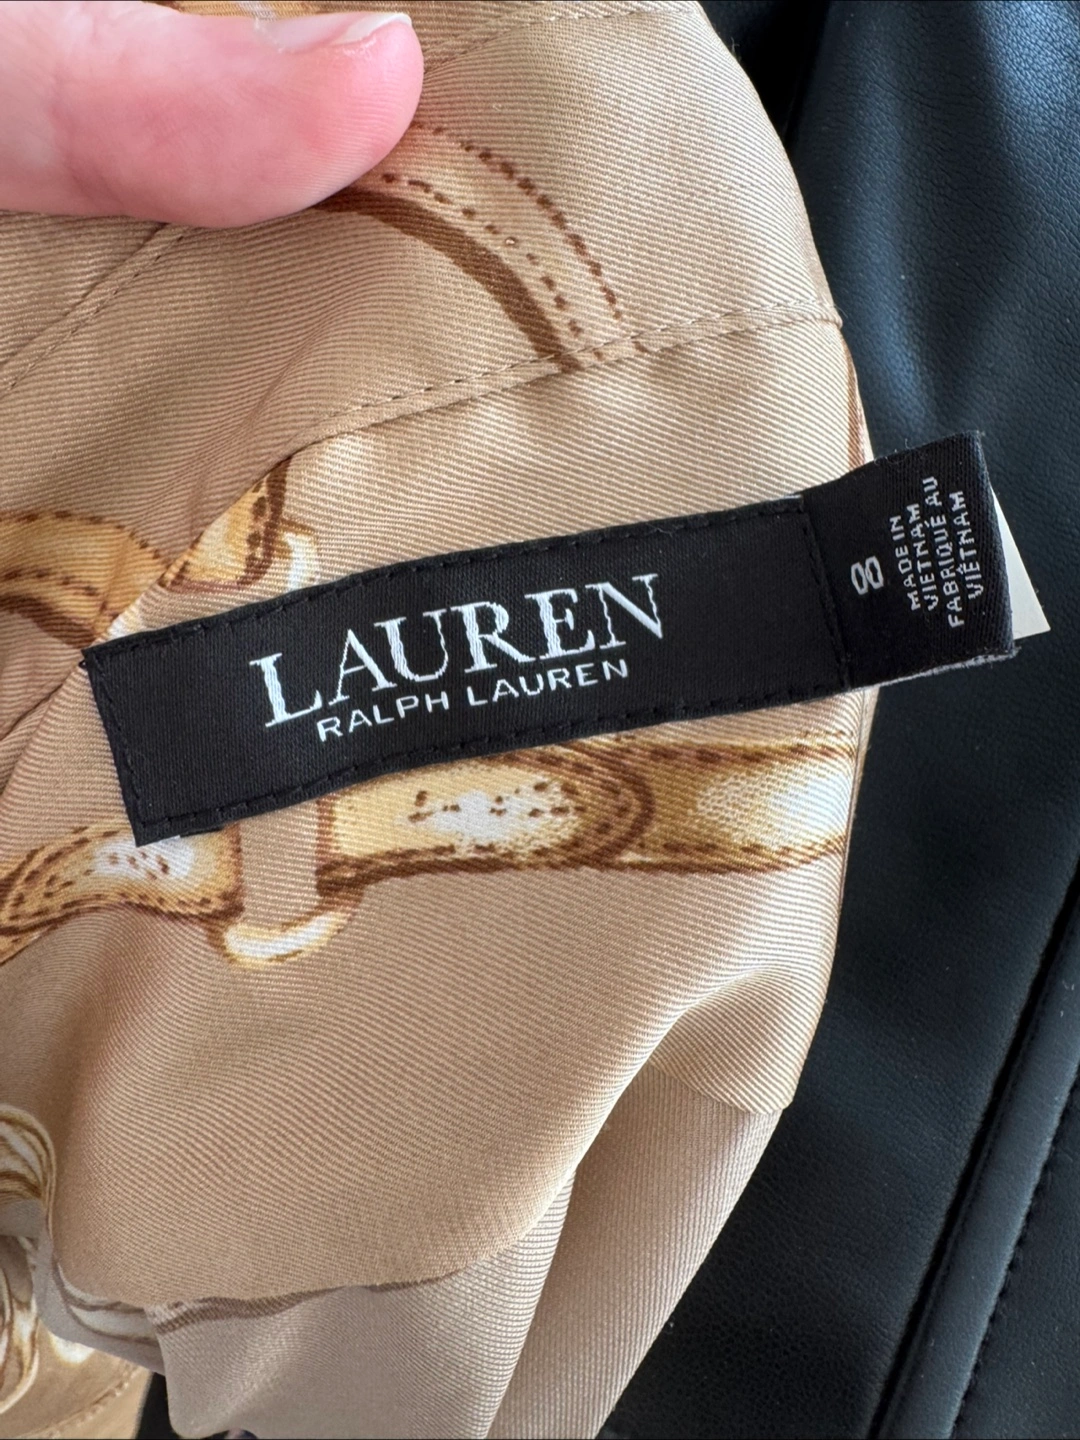 LAUREN
RALPH LAUREN
8
MADE IN
VIETNAM
FABRIQUÉ AU
VIÊTNAM